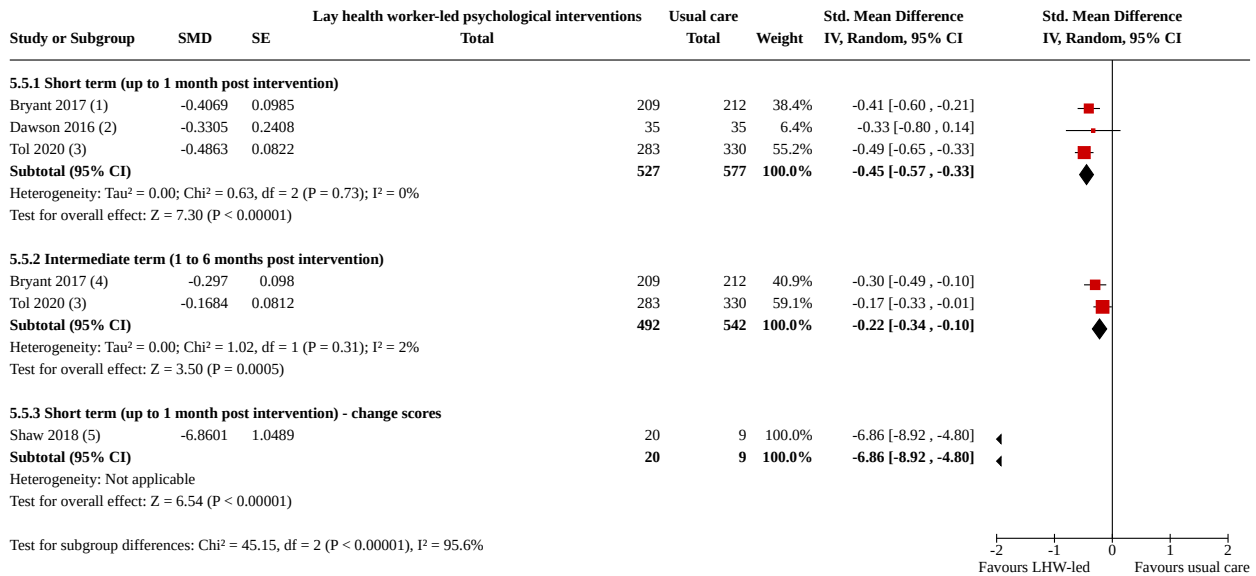 Lay health worker-led psychological interventions Usual care Std. Mean Difference Std. Mean Difference
Study or Subgroup SMD SE Total Total Weight IV, Random, 95% CI IV, Random, 95% CI
5.5.1 Short term (up to 1 month post intervention)
Bryant 2017 (1) -0.4069 0.0985 209 212 38.4% -0.41 [-0.60 , -0.21]
Dawson 2016 (2) -0.3305 0.2408 35 35 6.4% -0.33 [-0.80 , 0.14]
Tol 2020 (3) -0.4863 0.0822 283 330 55.2% -0.49 [-0.65 , -0.33]
Subtotal (95% CI) 527 577 100.0% -0.45 [-0.57 , -0.33]
Heterogeneity: Tau² = 0.00; Chi² = 0.63, df = 2 (P = 0.73); I² = 0%
Test for overall effect: Z = 7.30 (P < 0.00001)
5.5.2 Intermediate term (1 to 6 months post intervention)
Bryant 2017 (4) -0.297 0.098 209 212 40.9% -0.30 [-0.49 , -0.10]
Tol 2020 (3) -0.1684 0.0812 283 330 59.1% -0.17 [-0.33 , -0.01]
Subtotal (95% CI) 492 542 100.0% -0.22 [-0.34 , -0.10]
Heterogeneity: Tau² = 0.00; Chi² = 1.02, df = 1 (P = 0.31); I² = 2%
Test for overall effect: Z = 3.50 (P = 0.0005)
5.5.3 Short term (up to 1 month post intervention) - change scores
Shaw 2018 (5) -6.8601 1.0489 20 9 100.0% -6.86 [-8.92 , -4.80]
Subtotal (95% CI) 20 9 100.0% -6.86 [-8.92 , -4.80]
Heterogeneity: Not applicable
Test for overall effect: Z = 6.54 (P < 0.00001)
Test for subgroup differences: Chi² = 45.15, df = 2 (P < 0.00001), I² = 95.6%
-2 -1 0 1 2
Favours LHW-led Favours usual care